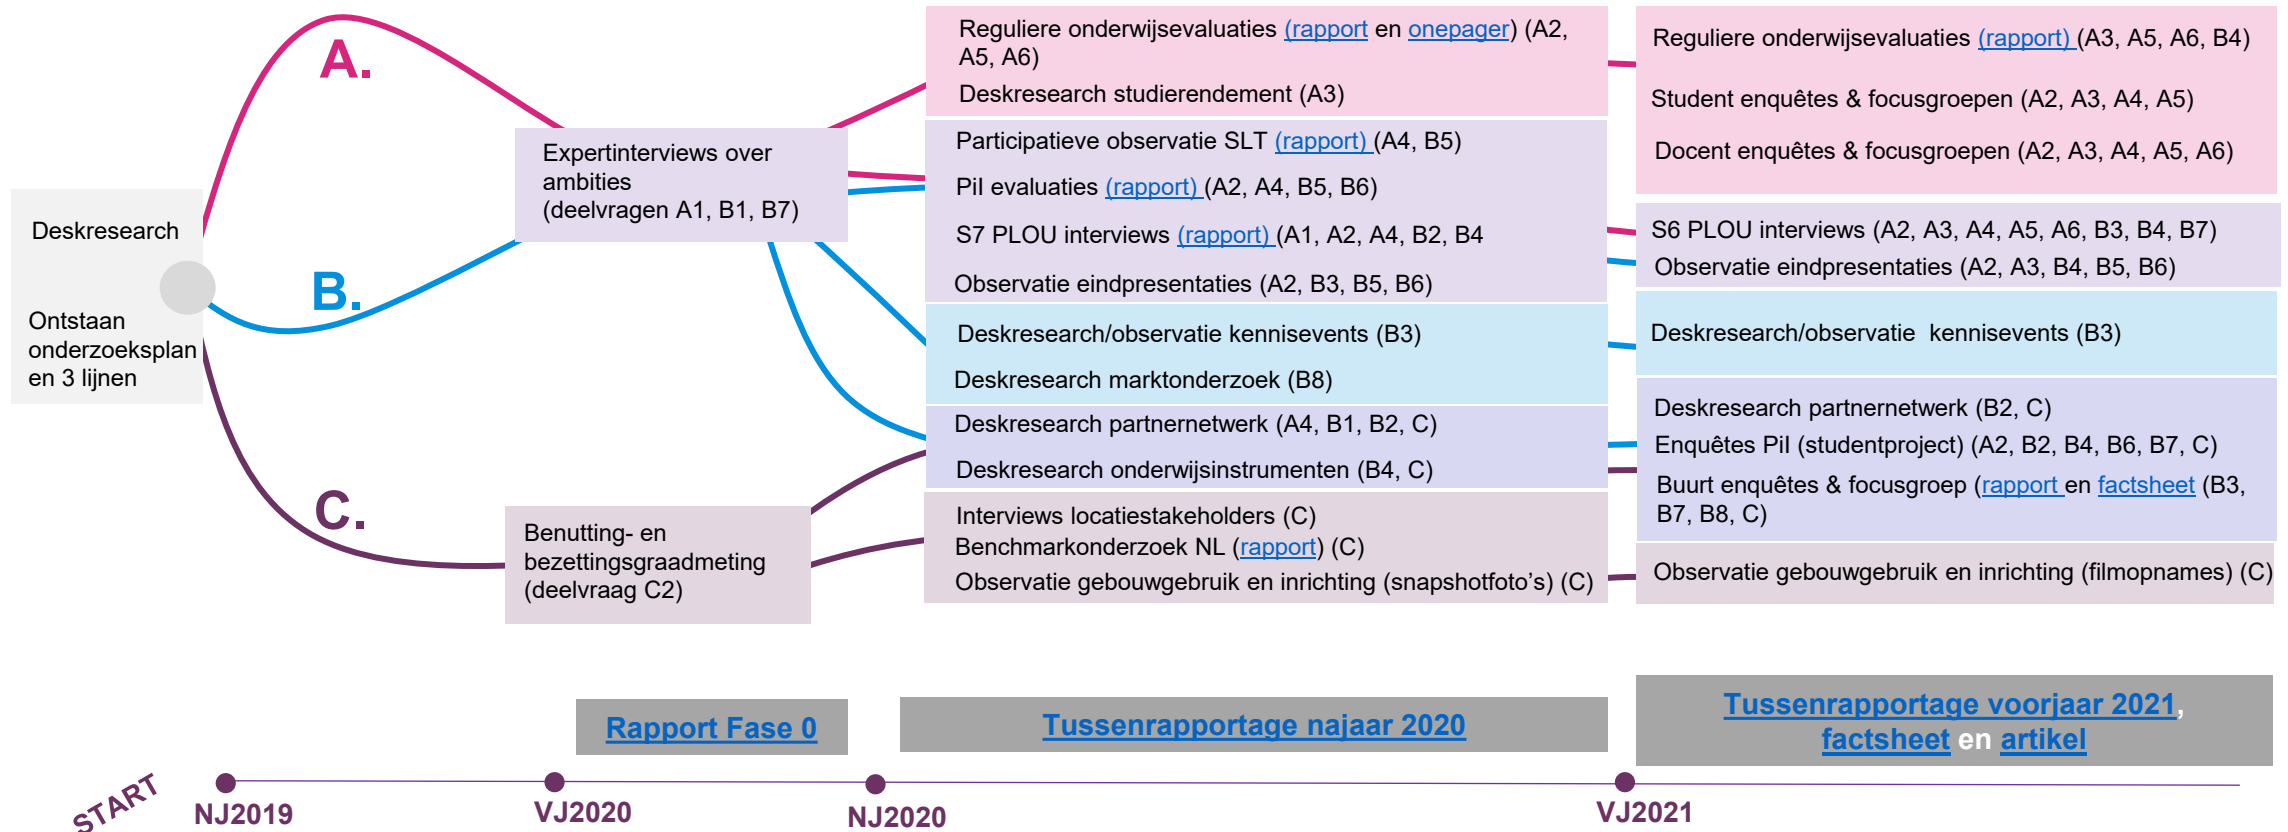 A.
B.
C.
Deskresearch
Ontstaan
onderzoeksplan
en 3 lijnen
Expertinterviews over
ambities
(deelvragen A1, B1, B7)
Benutting- en
bezettingsgraadmeting
(deelvraag C2)
Reguliere onderwijsevaluaties (rapport en onepager) (A2,
A5, A6)
Deskresearch studierendement (A3)
Participatieve observatie SLT (rapport) (A4, B5)
PiI evaluaties (rapport) (A2, A4, B5, B6)
S7 PLOU interviews (rapport) (A1, A2, A4, B2, B4
Observatie eindpresentaties (A2, B3, B5, B6)
Deskresearch/observatie kennisevents (B3)
Deskresearch marktonderzoek (B8)
Deskresearch partnernetwerk (A4, B1, B2, C)
Deskresearch onderwijsinstrumenten (B4, C)
Interviews locatiestakeholders (C)
Benchmarkonderzoek NL (rapport) (C)
Observatie gebouwgebruik en inrichting (snapshotfoto's) (C)
Reguliere onderwijsevaluaties (rapport) (A3, A5, A6, B4)
Student enquêtes & focusgroepen (A2, A3, A4, A5)
Docent enquêtes & focusgroepen (A2, A3, A4, A5, A6)
S6 PLOU interviews (A2, A3, A4, A5, A6, B3, B4, B7)
Observatie eindpresentaties (A2, A3, B4, B5, B6)
Deskresearch/observatie kennisevents (B3)
Deskresearch partnernetwerk (B2, C)
Enquêtes PiI (studentproject) (A2, B2, B4, B6, B7, C)
Buurt enquêtes & focusgroep (rapport en factsheet (B3,
B7, B8, C)
Observatie gebouwgebruik en inrichting (filmopnames) (C)
Rapport Fase 0
Tussenrapportage najaar 2020
Tussenrapportage voorjaar 2021,
factsheet en artikel
START
NJ2019
VJ2020
NJ2020
VJ2021